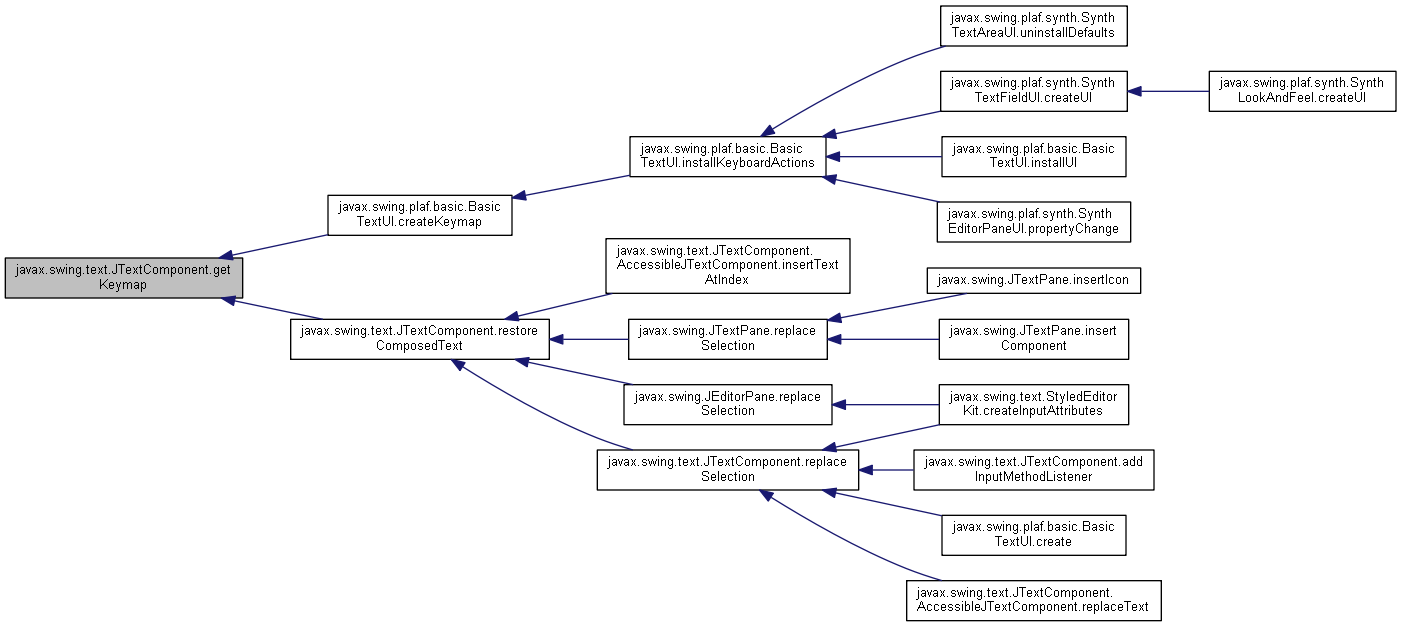 javax.swing.plaf.synth.Synth
TextAreaUI.uninstallDefaults
javax.swing.plaf.synth.Synth
TextFieldUI.createUI
javax.swing.plaf.synth.Synth
LookAndFeel.createUI
javax.swing.plaf.basic.Basic
TextUI.installKeyboardActions
javax.swing.plaf.basic.Basic
TextUI.installUI
javax.swing.plaf.basic.Basic
TextUI.createKeymap
javax.swing.plaf.synth.Synth
EditorPaneUI.propertyChange
javax.swing.text.JTextComponent.get
Keymap
javax.swing.text.JTextComponent.
AccessibleJTextComponent.insertText
AtIndex
javax.swing.JTextPane.insertIcon
javax.swing.text.JTextComponent.restore
ComposedText
javax.swing.JTextPane.replace
Selection
javax.swing.JTextPane.insert
Component
javax.swing.JEditorPane.replace
Selection
javax.swing.text.StyledEditor
Kit.createInputAttributes
javax.swing.text.JTextComponent.replace
Selection
javax.swing.text.JTextComponent.add
InputMethodListener
javax.swing.plaf.basic.Basic
TextUI.create
javax.swing.text.JTextComponent.
AccessibleJTextComponent.replaceText